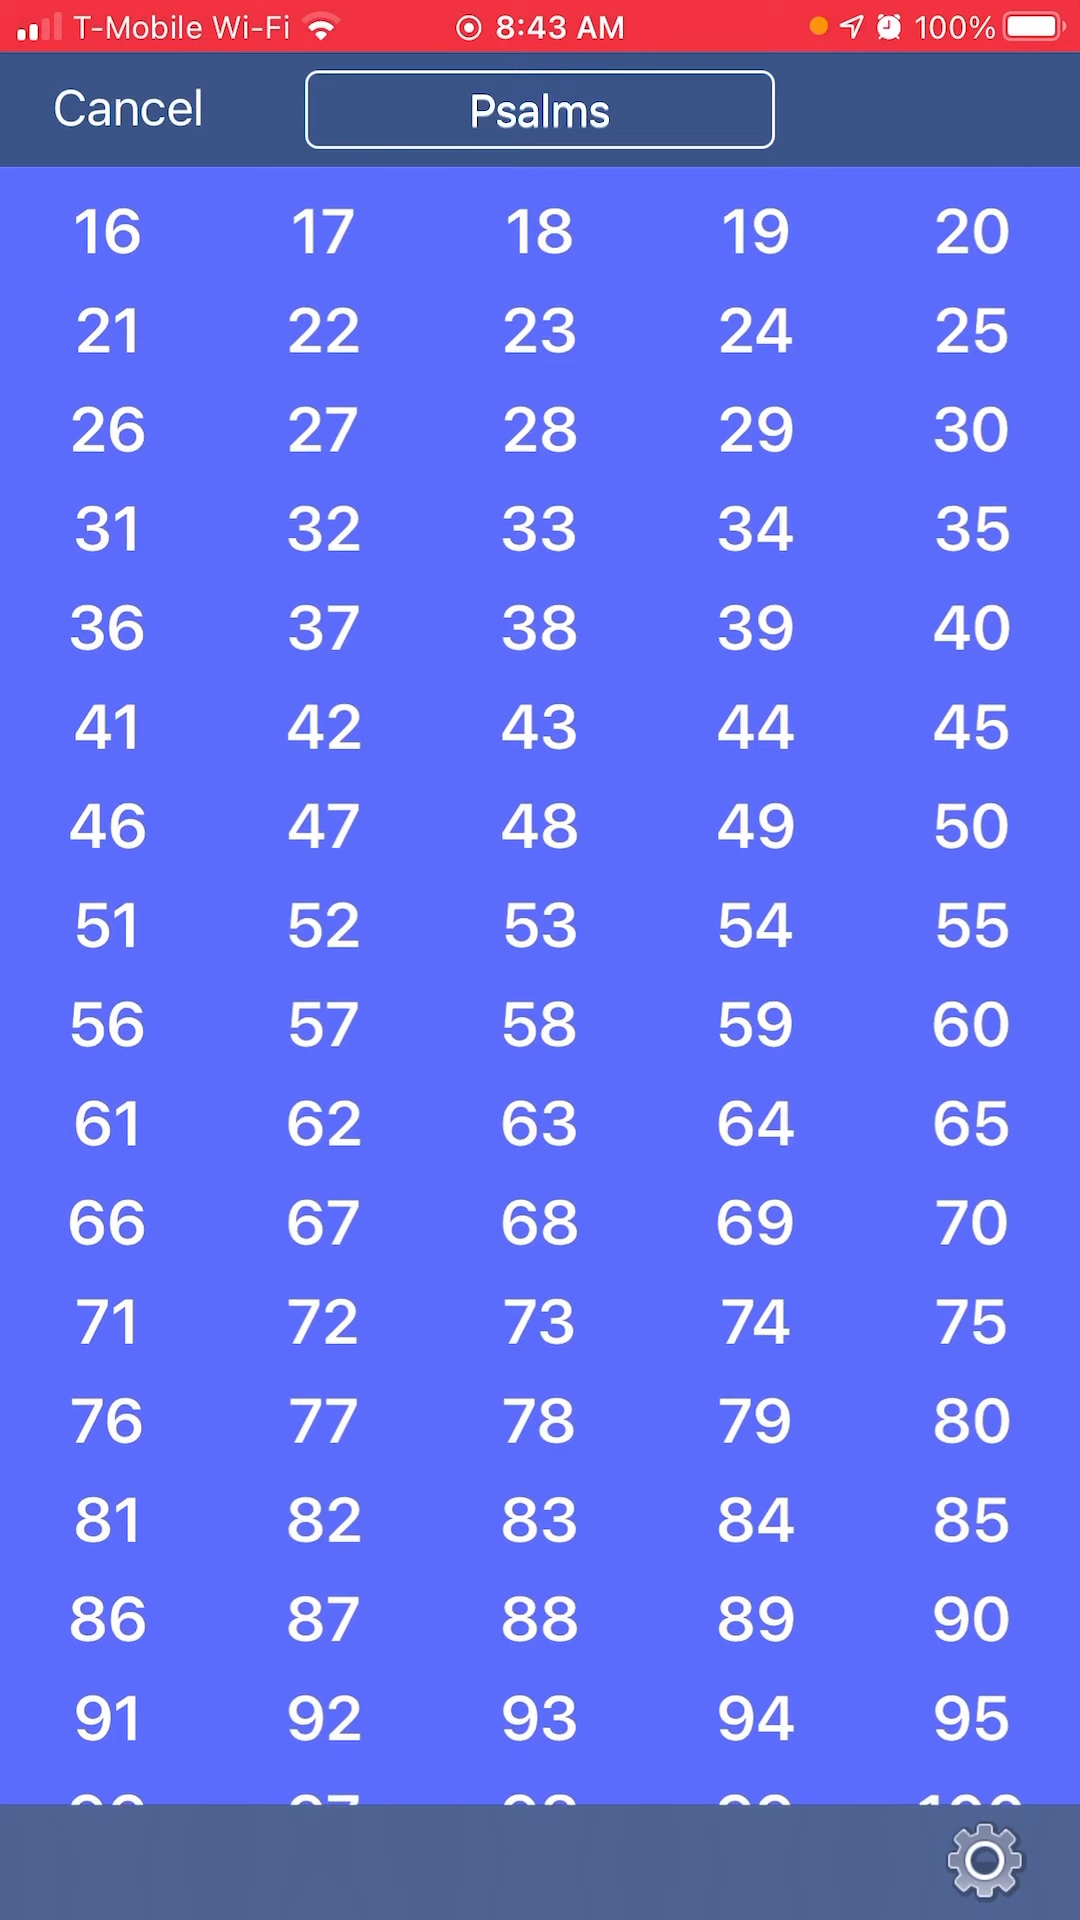 T-Mobile Wi-Fi 8:43 AM 100%
Cancel Psalms
16 17 18 19 20
21 22 23 24 25
26 27 28 29 30
31 32 33 34 35
36 37 38 39 40
41 42 43 44 45
46 47 48 49 50
51 52 53 54 55
56 57 58 59 60
61 62 63 64 65
66 67 68 69 70
71 72 73 74 75
76 77 78 79 80
81 82 83 84 85
86 87 88 89 90
91 92 93 94 95